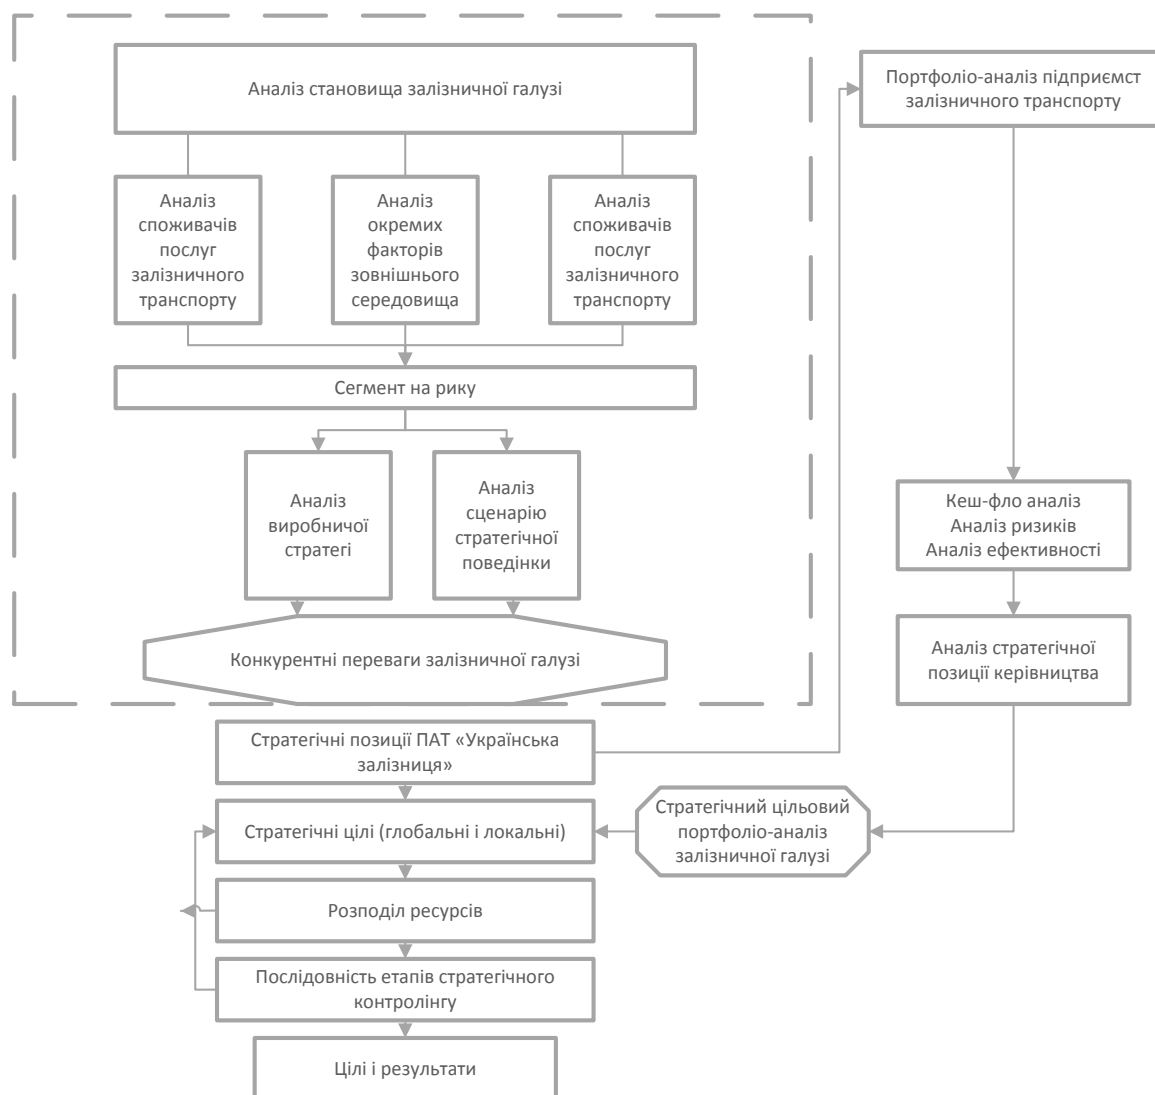 Аналіз становища залізничної галузі
Портфоліо-аналіз підприємст
залізничного транспорту
Аналіз
споживачів
послуг
залізничного
транспорту
Аналіз
окремих
факторів
зовнішнього
середовища
Аналіз
споживачів
послуг
залізничного
транспорту
Сегмент на рику
Аналіз
виробничої
стратегі
Аналіз
сценарію
стратегічної
поведінки
Кеш-фло аналіз
Аналіз ризиків
Аналіз ефективності
Конкурентні переваги залізничної галузі
Аналіз стратегічної
позиції керівництва
Стратегічні позиції ПАТ «Українська
залізниця»
Стратегічні цілі (глобальні і локальні)
Стратегічний цільовий
портфоліо-аналіз
залізничної галузі
Розподіл ресурсів
Послідовність етапів стратегічного
контролінгу
Цілі і результати